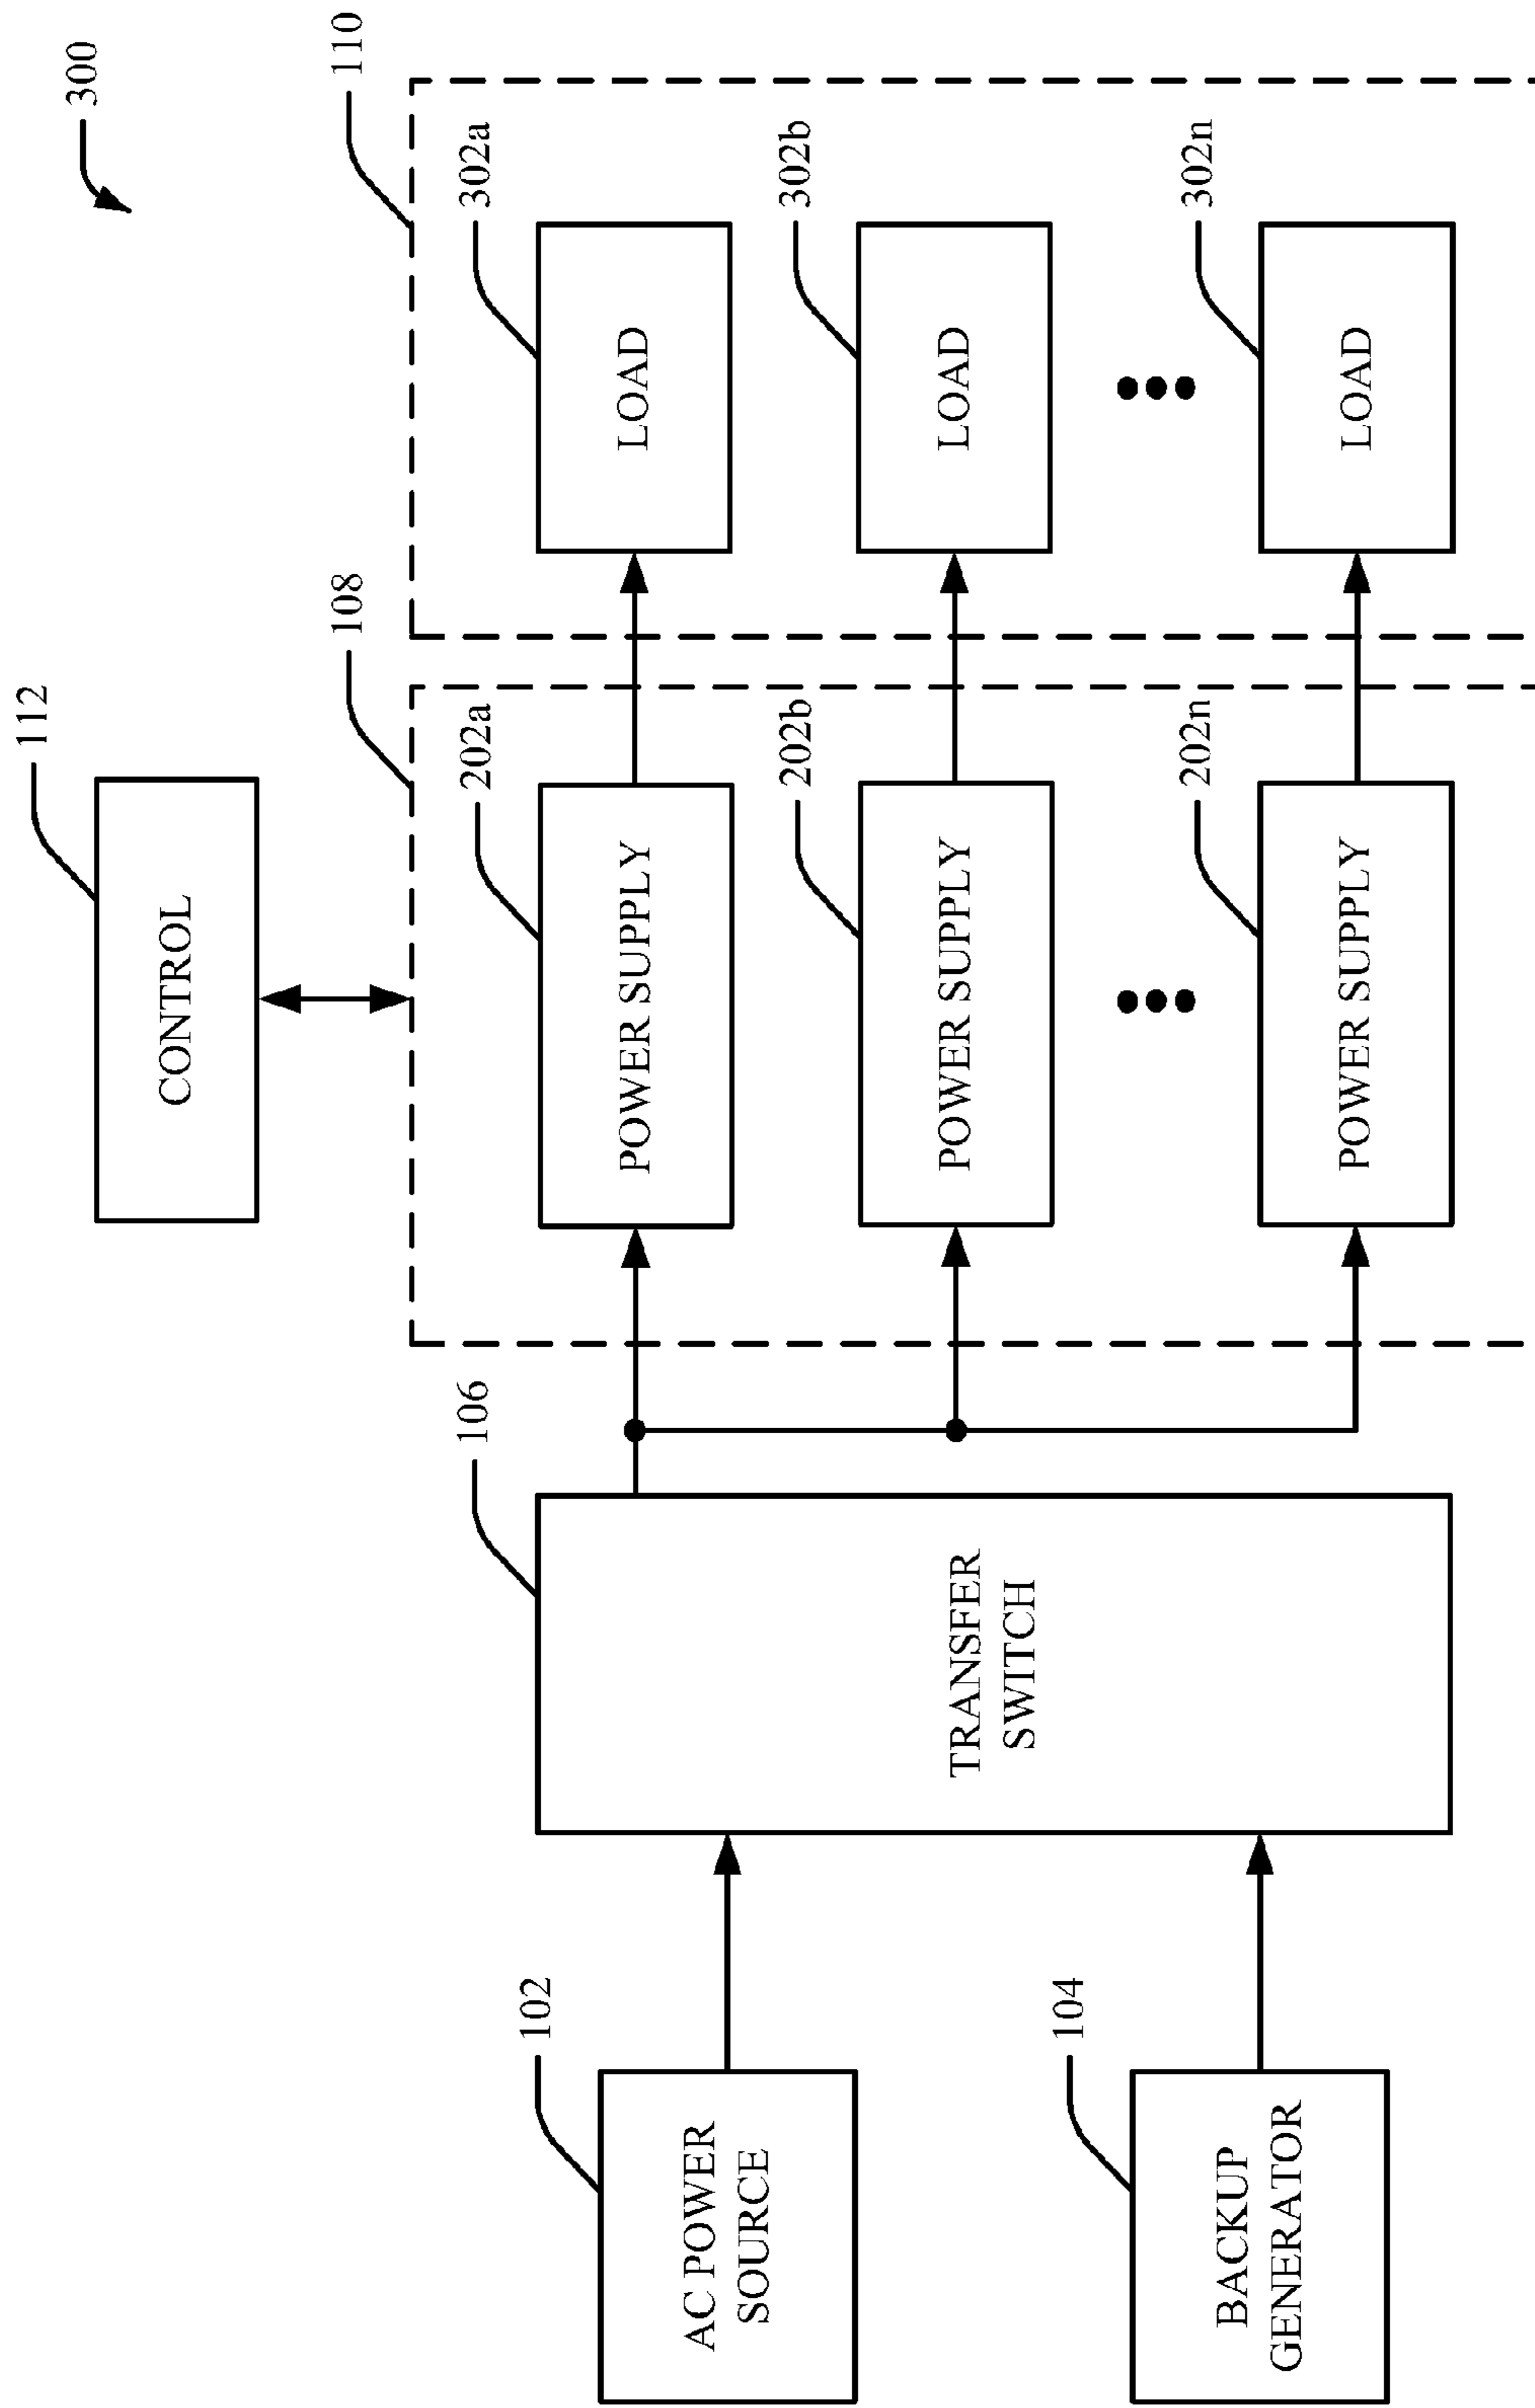 300
112
CONTROL
108
110
102
AC POWER
SOURCE
104
BACKUP
GENERATOR
106
TRANSFER
SWITCH
202a
POWER SUPPLY
302a
LOAD
202b
POWER SUPPLY
302b
LOAD
202n
POWER SUPPLY
302n
LOAD